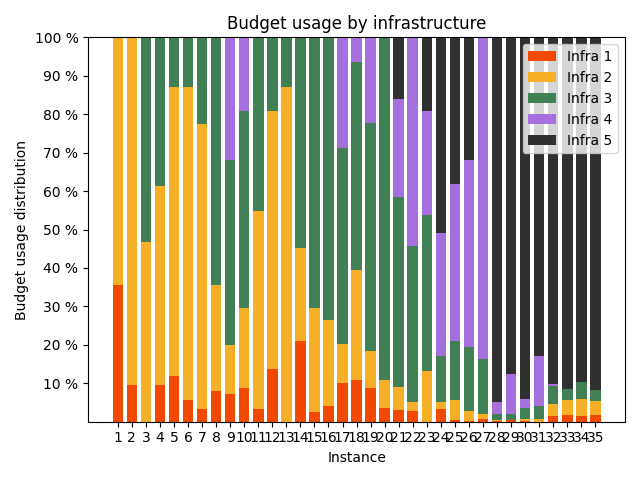 Budget usage by infrastructure
100 %
90 %
80 %
70 %
60 %
50 %
40 %
30 %
20 %
10 %
Budget usage distribution
Infra 1
Infra 2
Infra 3
Infra 4
Infra 5
1 2 3 4 5 6 7 8 9 10 11 12 13 14 15 16 17 18 19 20 21 22 23 24 25 26 27 28 29 30 31 32 33 34 35
Instance